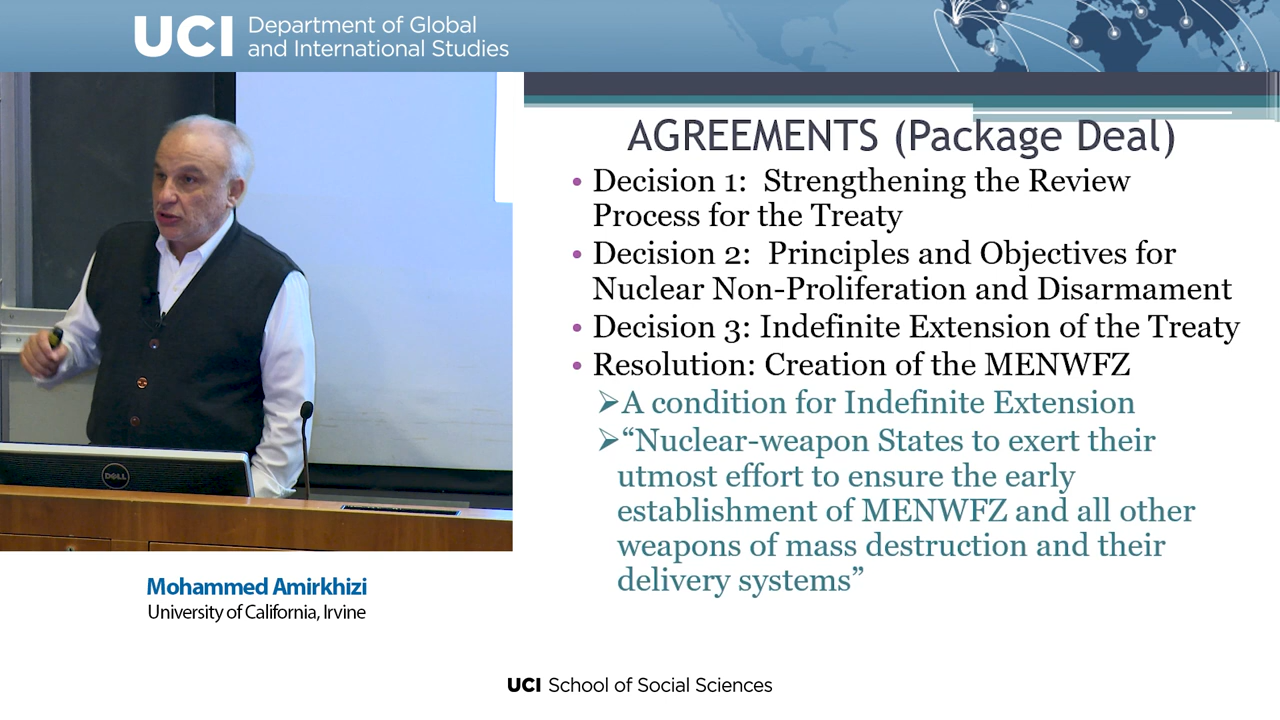 UCI Department of Global
and International Studies
AGREEMENTS (Package Deal)
• Decision 1: Strengthening the Review
Process for the Treaty
• Decision 2: Principles and Objectives for
Nuclear Non-Proliferation and Disarmament
• Decision 3: Indefinite Extension of the Treaty
• Resolution: Creation of the MENWFZ
➢A condition for Indefinite Extension
➢“Nuclear-weapon States to exert their
utmost effort to ensure the early
establishment of MENWFZ and all other
weapons of mass destruction and their
delivery systems”
DELL
Mohammed Amirkhizi
University of California, Irvine
UCI School of Social Sciences